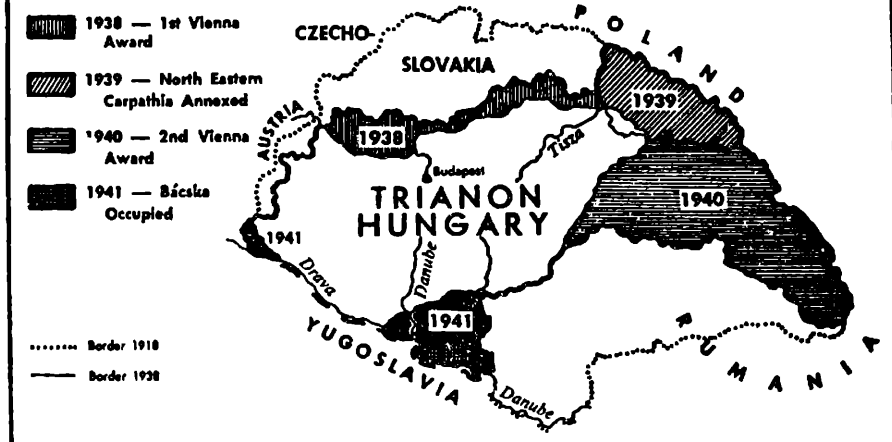 1938 — 1st Vienna
Award
1939 — North Eastern
Carpathia Annexed
1940 — 2nd Vienna
Award
1941 — Bácska
Occupied
Border 1918
Border 1938
CZECHO-
SLOVAKIA
POLAND
AUSTRIA
1938
1939
Tisza
Budapest
TRIANON
HUNGARY
1940
1941
Drava
Danube
1941
YUGOSLAVIA
Danube
RUMANIA